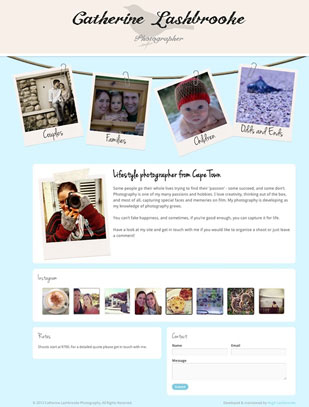 Catherine Lashbrooke
Photographer
Couples
Families
Children
Odds and Ends
Lifestyle photographer from Cape Town
Some people go their whole lives trying to find their 'passion' - some succeed, and some don't.
Photography is one of my many passions and hobbies. I love creativity, thinking out of the box,
and most of all, capturing special faces and memories on film. My photography is developing as
my knowledge of photography grows.
You can't fake happiness, and sometimes, if you're good enough, you can capture it for life.
Have a look at my site and get in touch with me if you would like to organise a shoot or just leave
a comment!
Instagram
Rates
Shoots start at R700. For a detailed quote please get in touch with me.
Contact
Name
Email
Message
Submit
© 2013 Catherine Lashbrooke Photography. All Rights Reserved.
Developed & maintained by